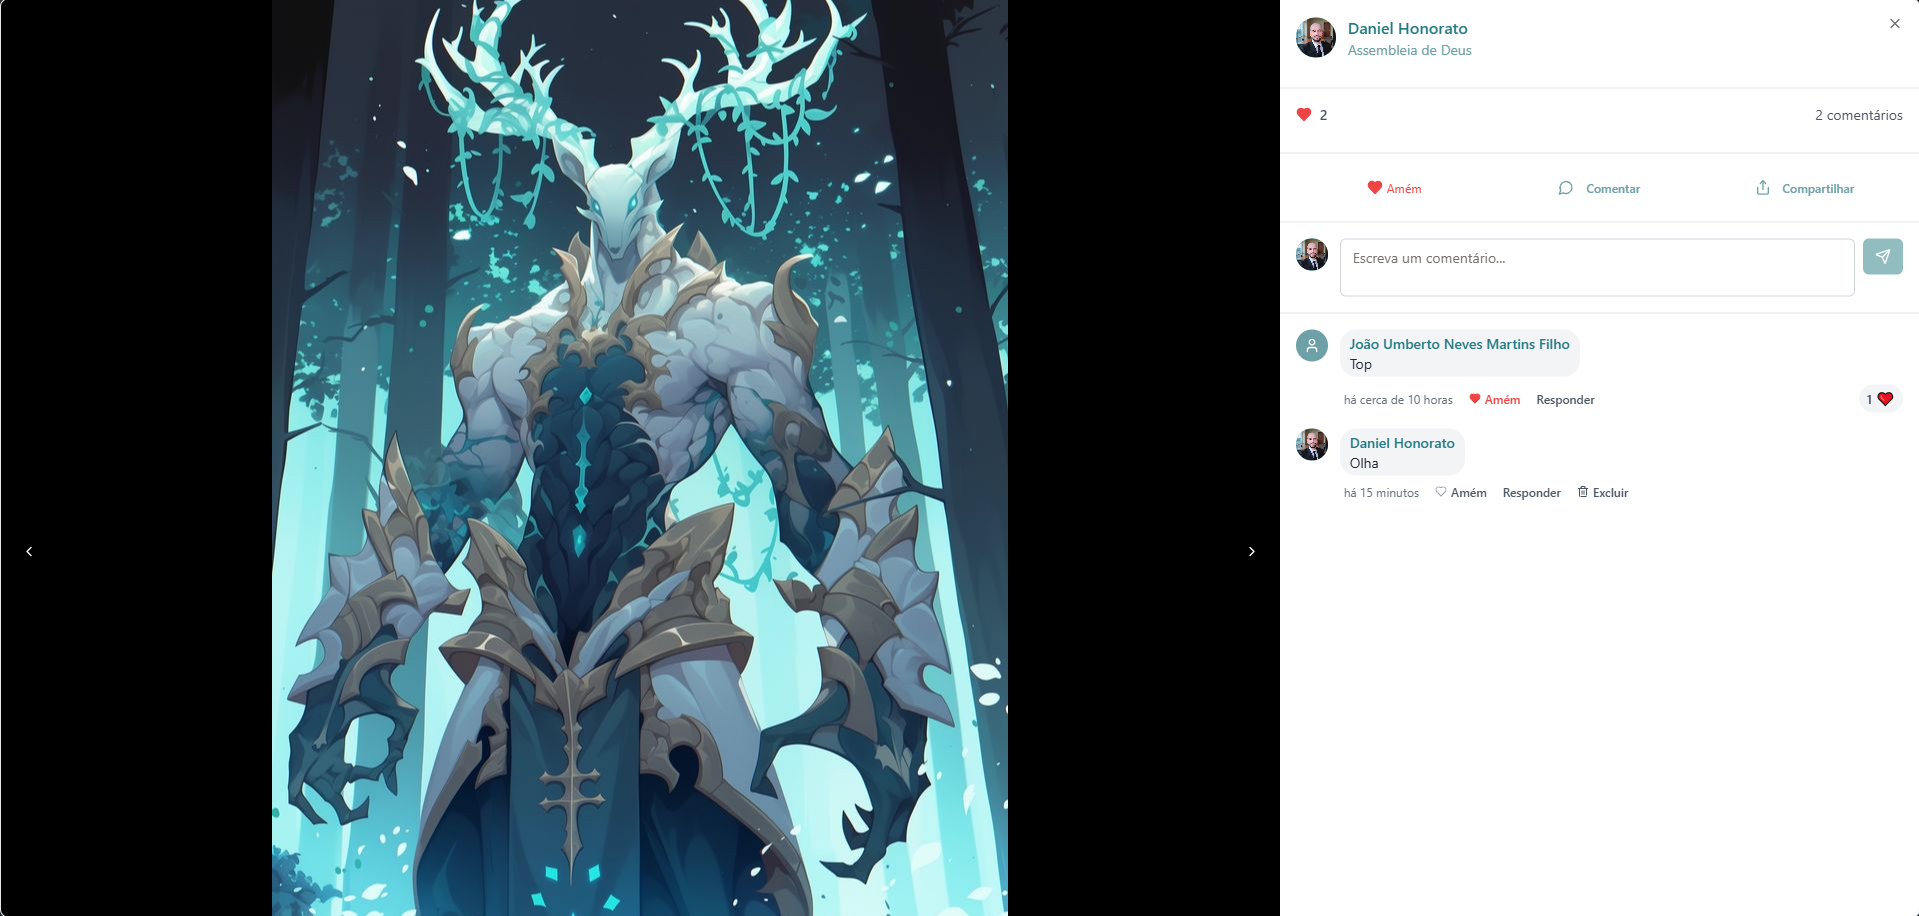 Daniel Honorato
Assembleia de Deus
2
2 comentários
Amém
Comentar
Compartilhar
Escreva um comentário...
João Umberto Neves Martins Filho
Top
há cerca de 10 horas
Amém
Responder
1
Daniel Honorato
Olha
há 15 minutos
Amém
Responder
Excluir